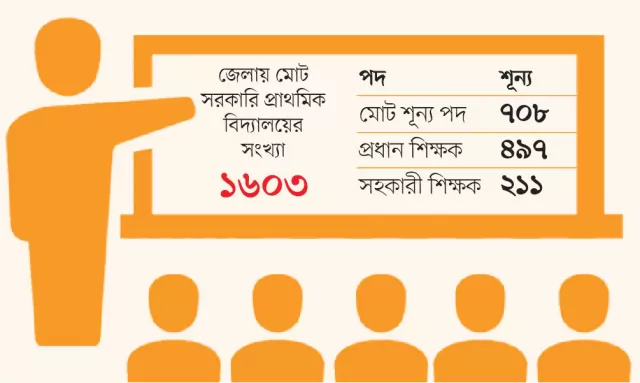 জেলায় মোট
সরকারি প্রাথমিক
বিদ্যালয়ের
সংখ্যা
১৬০৩
পদ শূন্য
মোট শূন্য পদ ৭০৮
প্রধান শিক্ষক ৪৯৭
সহকারী শিক্ষক ২১১